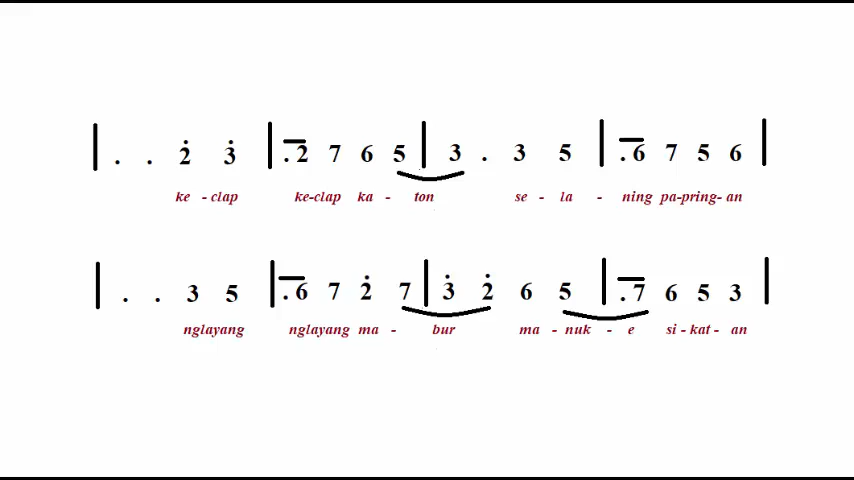 | . . 2̇ 3̇ | .2 7 6 5 | 3 . 3 5 | .6 7 5 6 |
ke - clap ke-clap ka - ton se - la - ning pa-pring- an
| . . 3 5 | .6 7 2̇ 7 | 3̇ 2̇ 6 5 | .7 6 5 3 |
nglayang nglayang ma - bur ma - nuk - e si - kat - an